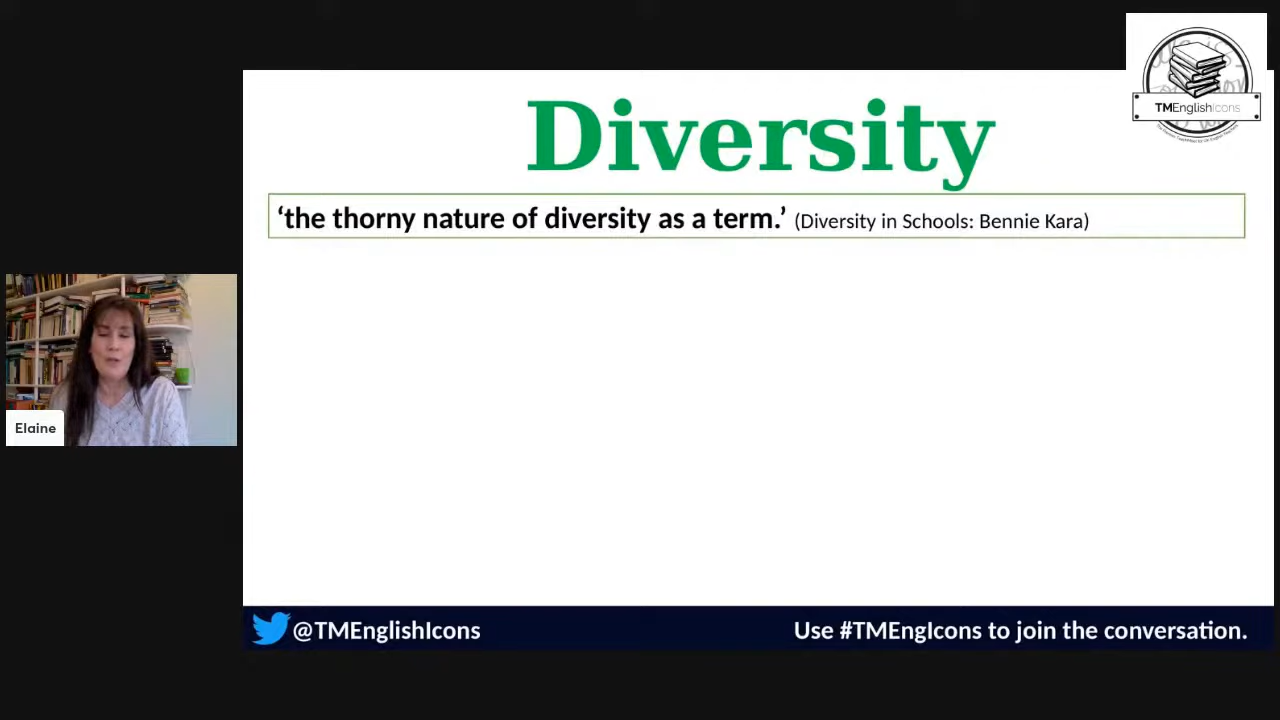 TMEnglishIcons
Diversity
‘the thorny nature of diversity as a term.’ (Diversity in Schools: Bennie Kara)
Elaine
@TMEnglishIcons
Use #TMEngIcons to join the conversation.